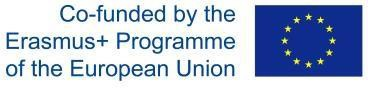 Co-funded by the
Erasmus+ Programme
of the European Union